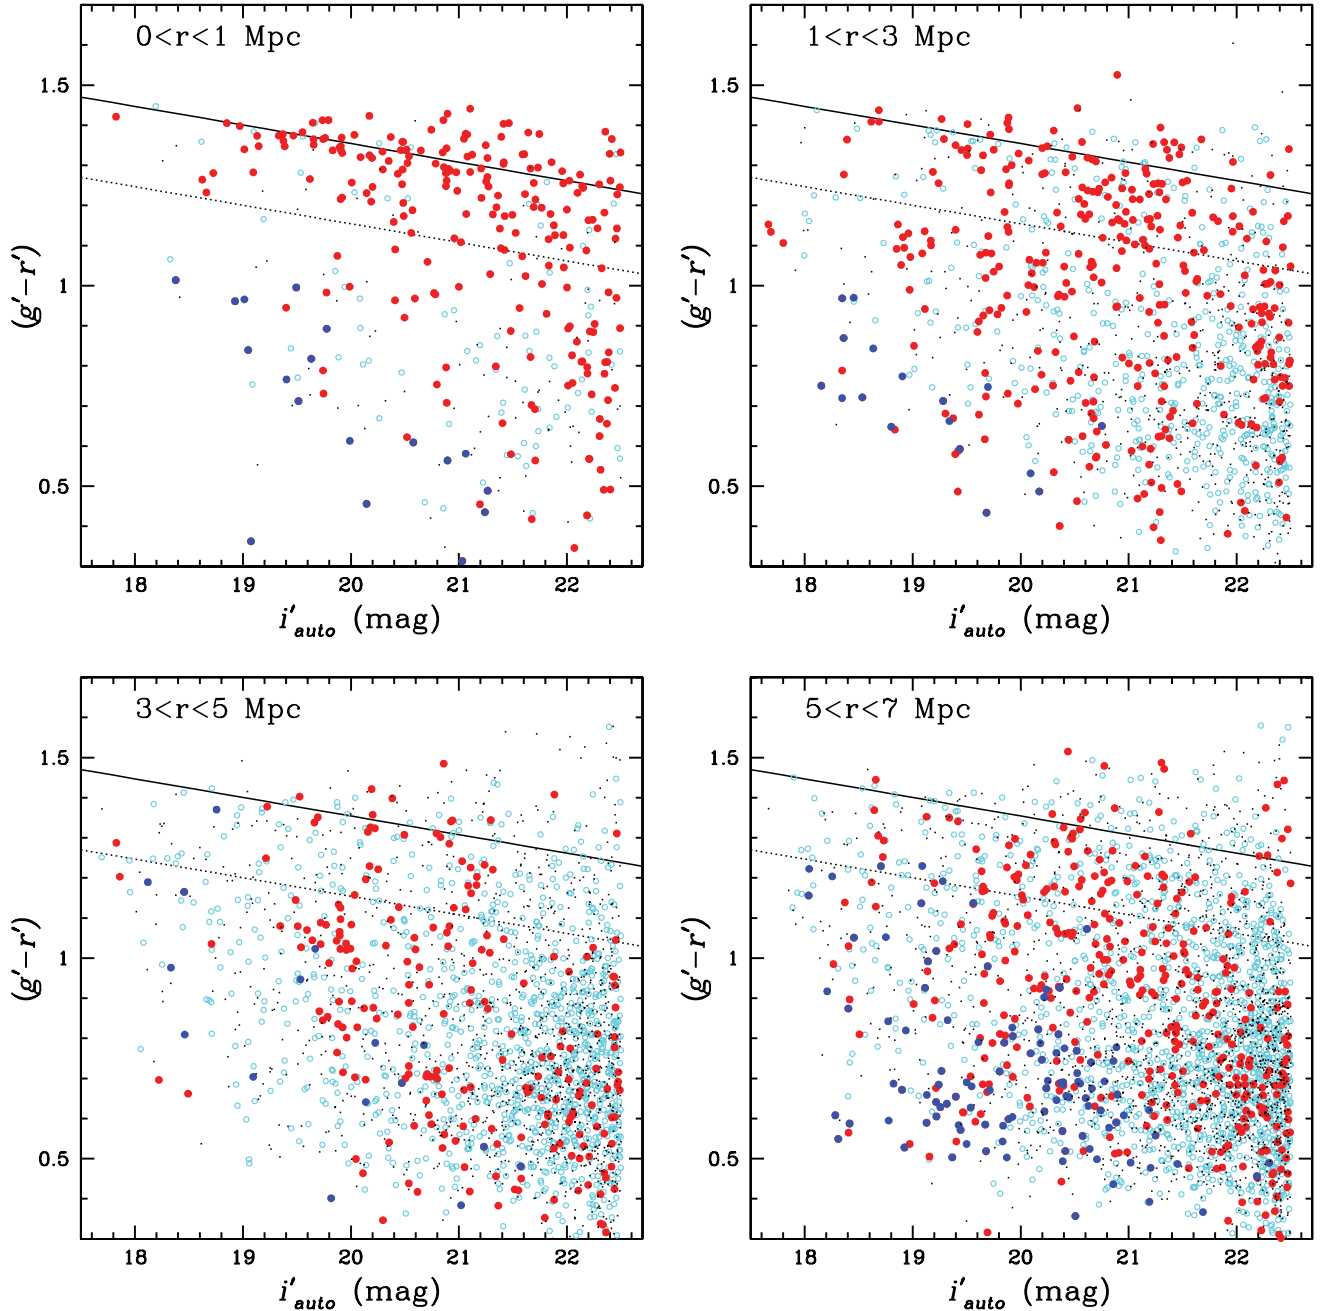 0<r<1 Mpc
1.5
1
0.5
(g′−r′)
18 19 20 21 22
i′auto (mag)
1<r<3 Mpc
1.5
1
0.5
(g′−r′)
18 19 20 21 22
i′auto (mag)
3<r<5 Mpc
1.5
1
0.5
(g′−r′)
18 19 20 21 22
i′auto (mag)
5<r<7 Mpc
1.5
1
0.5
(g′−r′)
18 19 20 21 22
i′auto (mag)